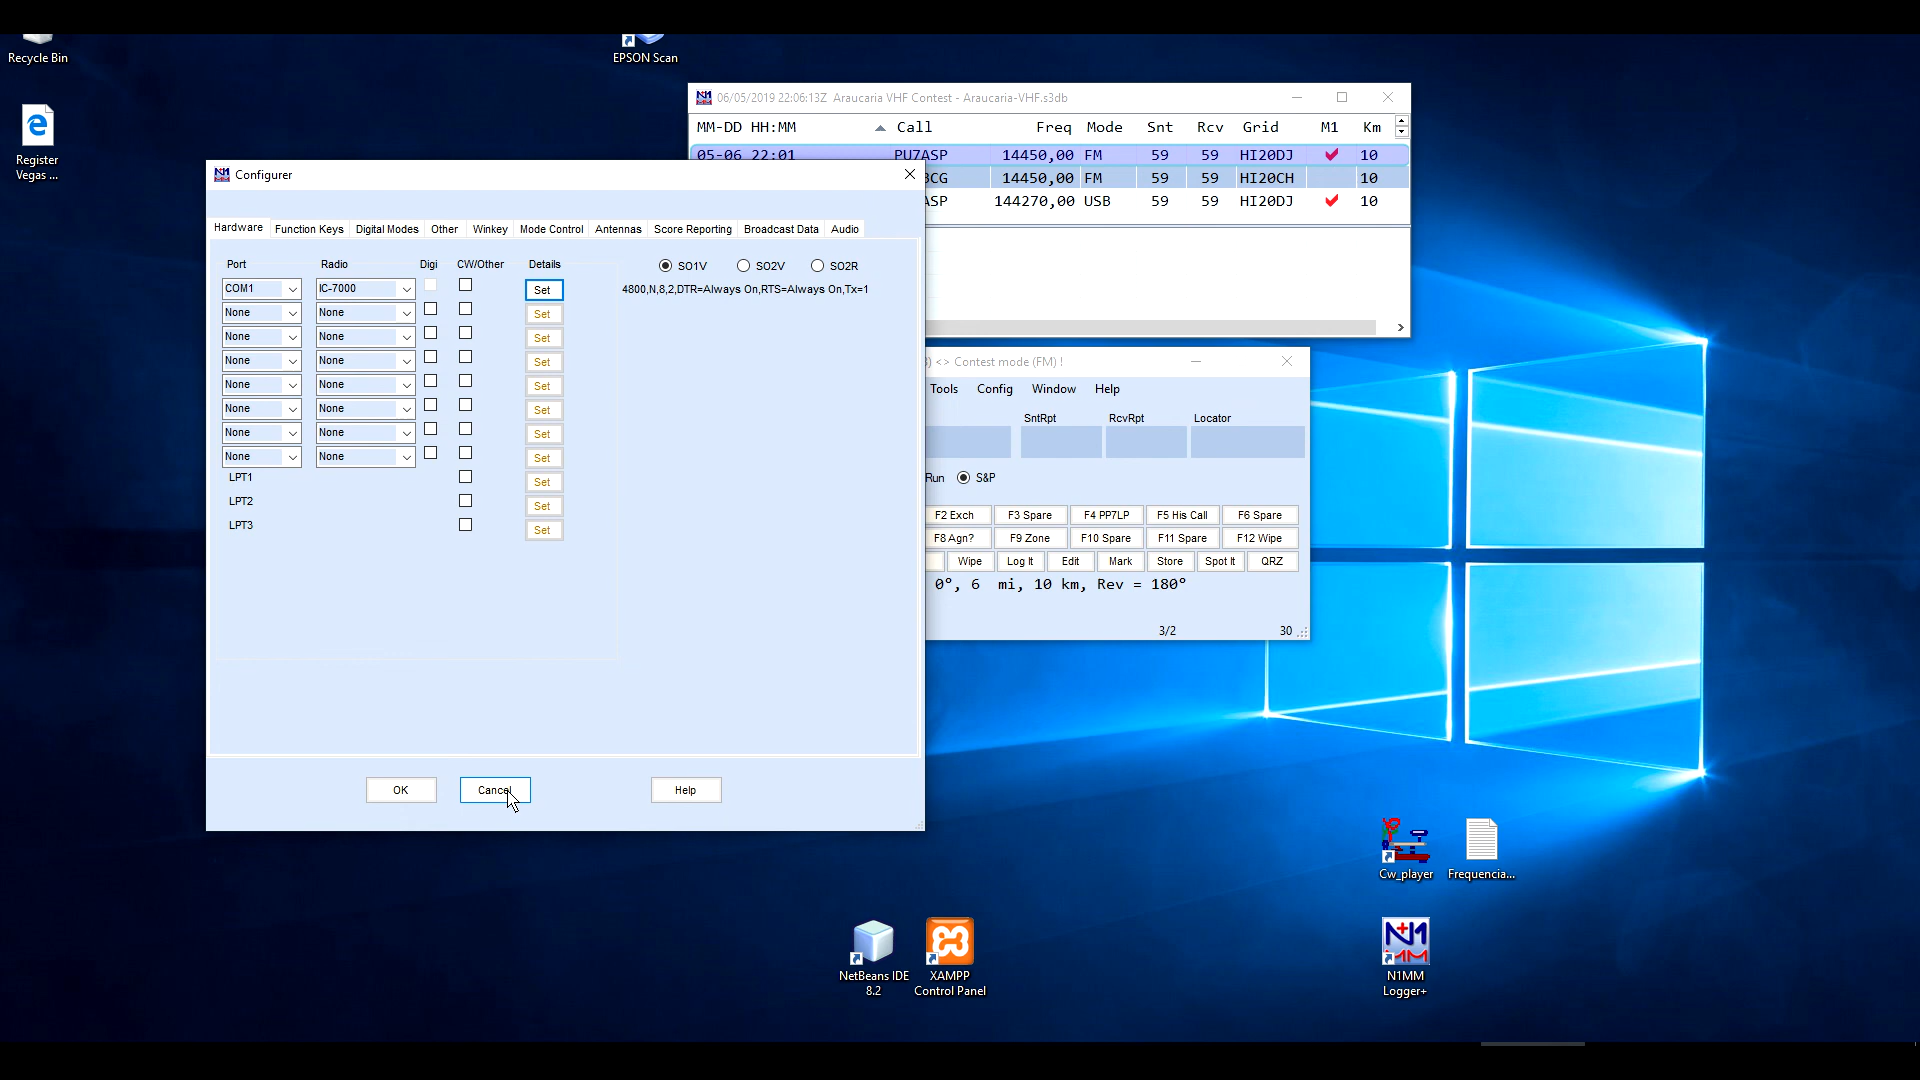 Recycle Bin
EPSON Scan
Register
Vegas ...
06/05/2019 22:06:13Z Araucaria VHF Contest - Araucaria-VHF.s3db
MM-DD HH:MM Call Freq Mode Snt Rcv Grid M1 Km
05-06 22:01 PU7ASP 14450,00 FM 59 59 HI20DJ 10
CG 14450,00 FM 59 59 HI20CH 10
ASP 144270,00 USB 59 59 HI20DJ 10
Configurer
Hardware Function Keys Digital Modes Other Winkey Mode Control Antennas Score Reporting Broadcast Data Audio
Port Radio Digi CW/Other Details SO1V SO2V SO2R
COM1 IC-7000 Set 4800,N,8,2,DTR=Always On,RTS=Always On,Tx=1
None None Set
None None Set
None None Set
None None Set
None None Set
None None Set
None None Set
LPT1 Set
LPT2 Set
LPT3 Set
OK Cancel Help
<> Contest mode (FM) !
Tools Config Window Help
SntRpt RcvRpt Locator
Run S&P
F2 Exch F3 Spare F4 PP7LP F5 His Call F6 Spare
F8 Agn? F9 Zone F10 Spare F11 Spare F12 Wipe
Wipe Log It Edit Mark Store Spot It QRZ
0°, 6 mi, 10 km, Rev = 180°
3/2 30
Cw_player
Frequencia...
NetBeans IDE
8.2
XAMPP
Control Panel
N1MM
Logger+